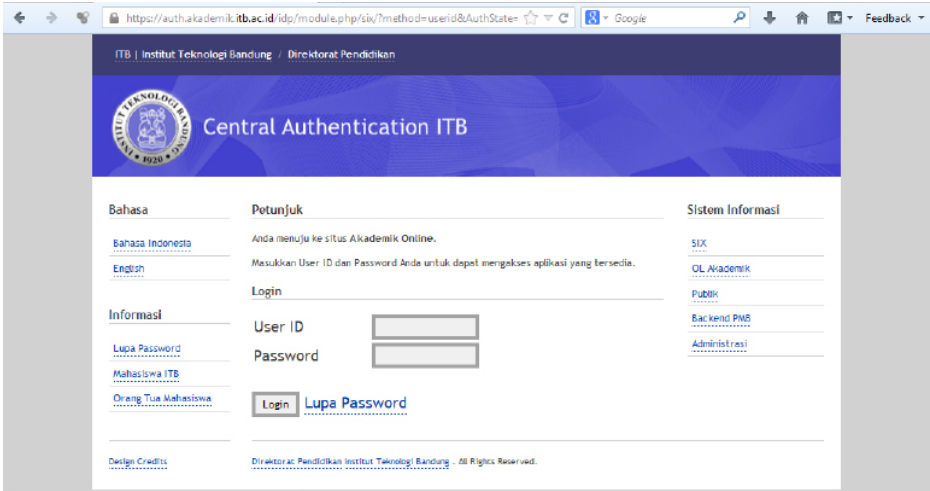 https://auth.akademik.itb.ac.id/idp/module.php/six/?method=userid&AuthState=
Google
Feedback
ITB | Institut Teknologi Bandung / Direktorat Pendidikan
INSTITUT TEKNOLOGI BANDUNG
1920
Central Authentication ITB
Bahasa
Bahasa Indonesia
English
Informasi
Lupa Password
Mahasiswa ITB
Orang Tua Mahasiswa
Petunjuk
Anda menuju ke situs Akademik Online.
Masukkan User ID dan Password Anda untuk dapat mengakses aplikasi yang tersedia.
Login
User ID
Password
Login Lupa Password
Sistem Informasi
SIX
OL Akademik
Publik
Backend PMB
Administrasi
Design Credits
Direktorat Pendidikan Institut Teknologi Bandung . All Rights Reserved.